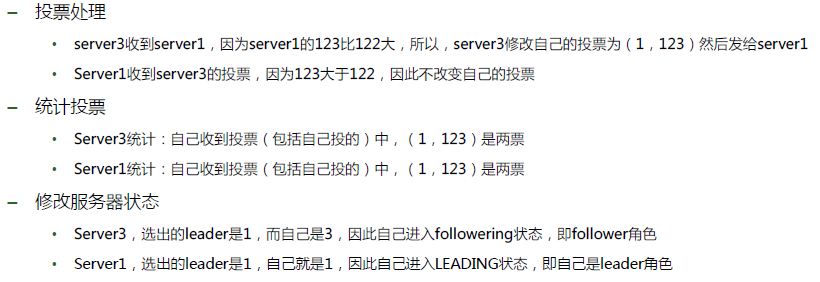 – 投票处理
• server3收到server1，因为server1的123比122大，所以，server3修改自己的投票为（1，123）然后发给server1
• Server1收到server3的投票，因为123大于122，因此不改变自己的投票
– 统计投票
• Server3统计：自己收到投票（包括自己投的）中，（1，123）是两票
• Server1统计：自己收到投票（包括自己投的）中，（1，123）是两票
– 修改服务器状态
• Server3，选出的leader是1，而自己是3，因此自己进入followering状态，即follower角色
• Server1，选出的leader是1，自己就是1，因此自己进入LEADING状态，即自己是leader角色